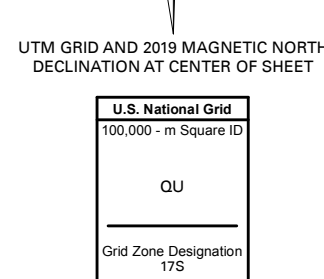 UTM GRID AND 2019 MAGNETIC NORTH
DECLINATION AT CENTER OF SHEET
U.S. National Grid
100,000 - m Square ID
QU
Grid Zone Designation
17S